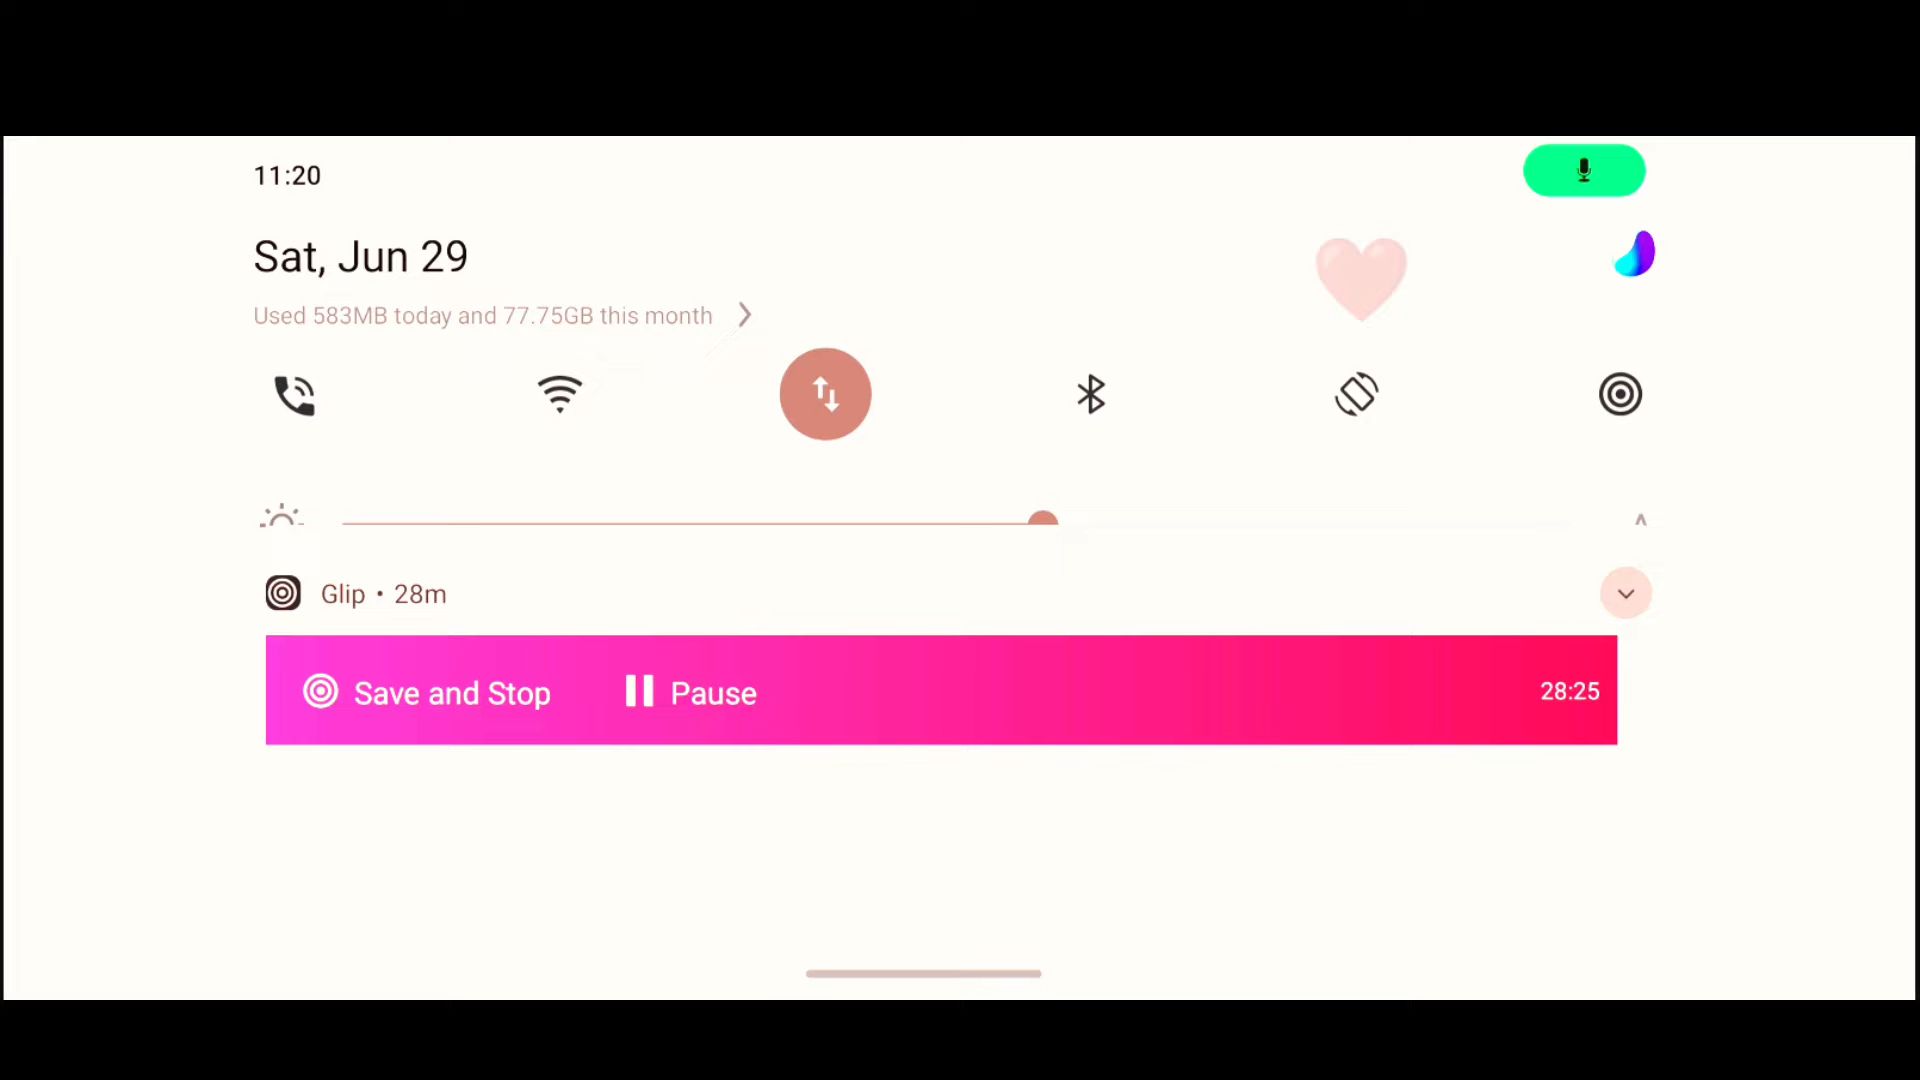 11:20
Sat, Jun 29
Used 583MB today and 77.75GB this month
Glip • 28m
Save and Stop
Pause
28:25